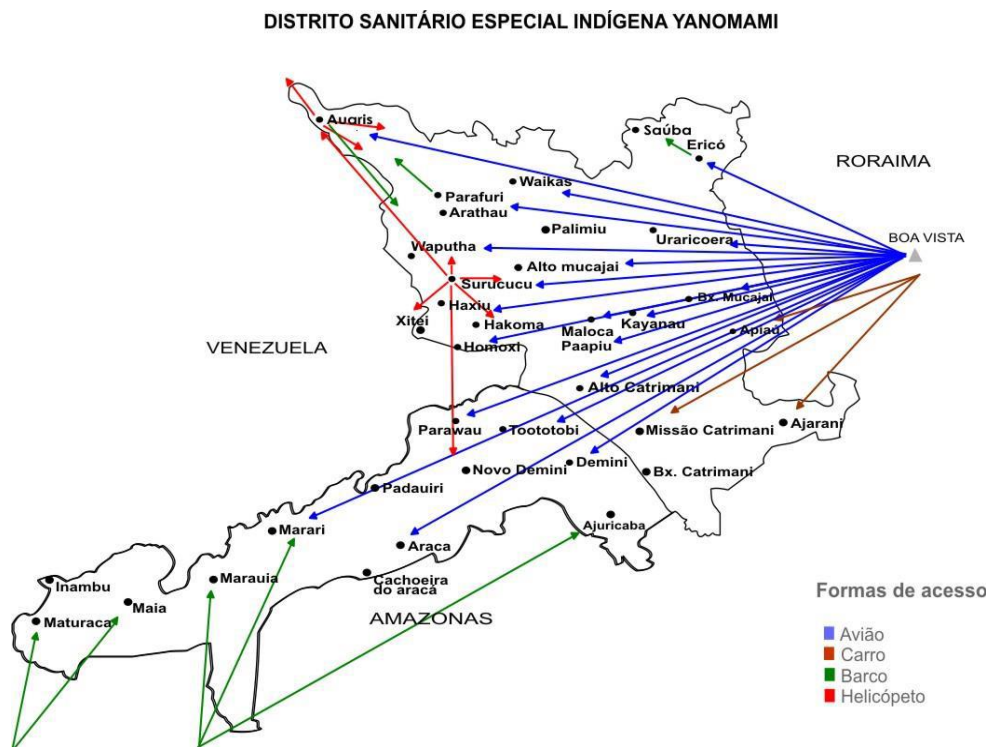 DISTRITO SANITÁRIO ESPECIAL INDÍGENA YANOMAMI
Auaris
Saúba
Ericó
RORAIMA
Waikas
Parafuri
Arathau
Palimiu
Uraricoera
BOA VISTA
Waputha
Alto mucajai
Surucucu
Haxiu
Bx. Mucajai
Xitei
Hakoma
Kayanau
Maloca
Paapiu
Apiaú
VENEZUELA
Homoxi
Alto Catrimani
Parawau
Toototobi
Missão Catrimani
Ajarani
Novo Demini
Demini
Bx. Catrimani
Padauiri
Marari
Ajuricaba
Araca
Inambu
Marauia
Cachoeira
do aracá
Maia
Maturaca
AMAZONAS
Formas de acesso
Avião
Carro
Barco
Helicópeto